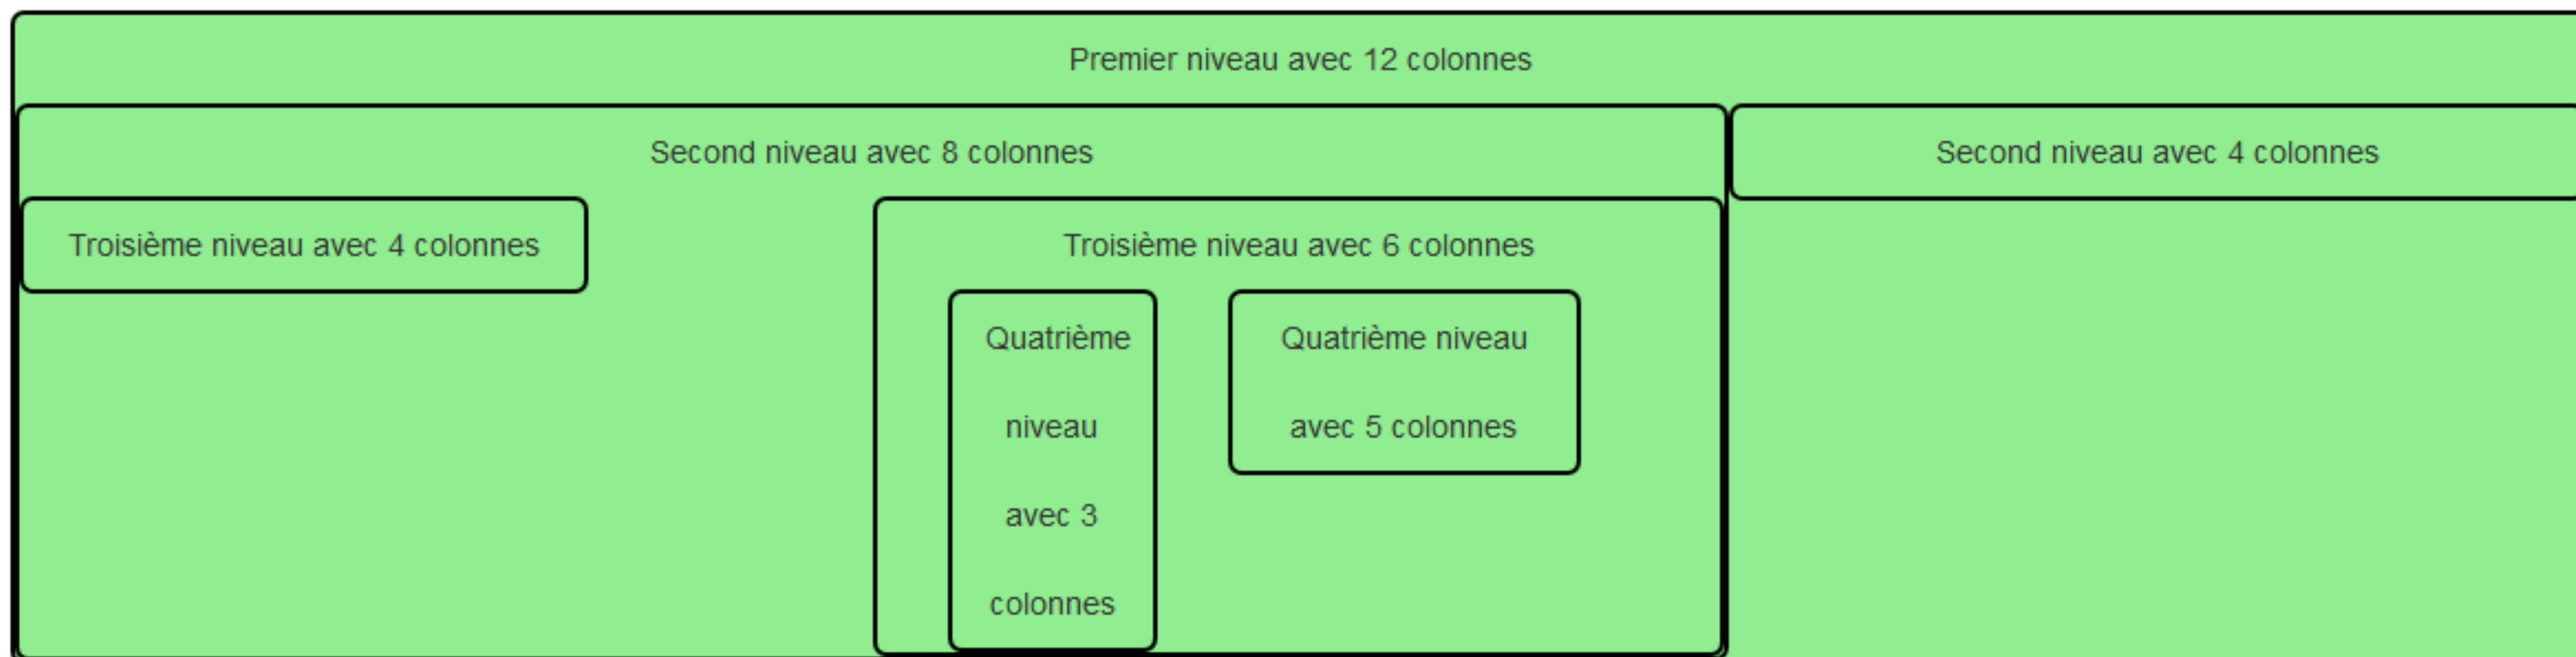 Premier niveau avec 12 colonnes
Second niveau avec 8 colonnes
Second niveau avec 4 colonnes
Troisième niveau avec 4 colonnes
Troisième niveau avec 6 colonnes
Quatrième
niveau
avec 3
colonnes
Quatrième niveau
avec 5 colonnes